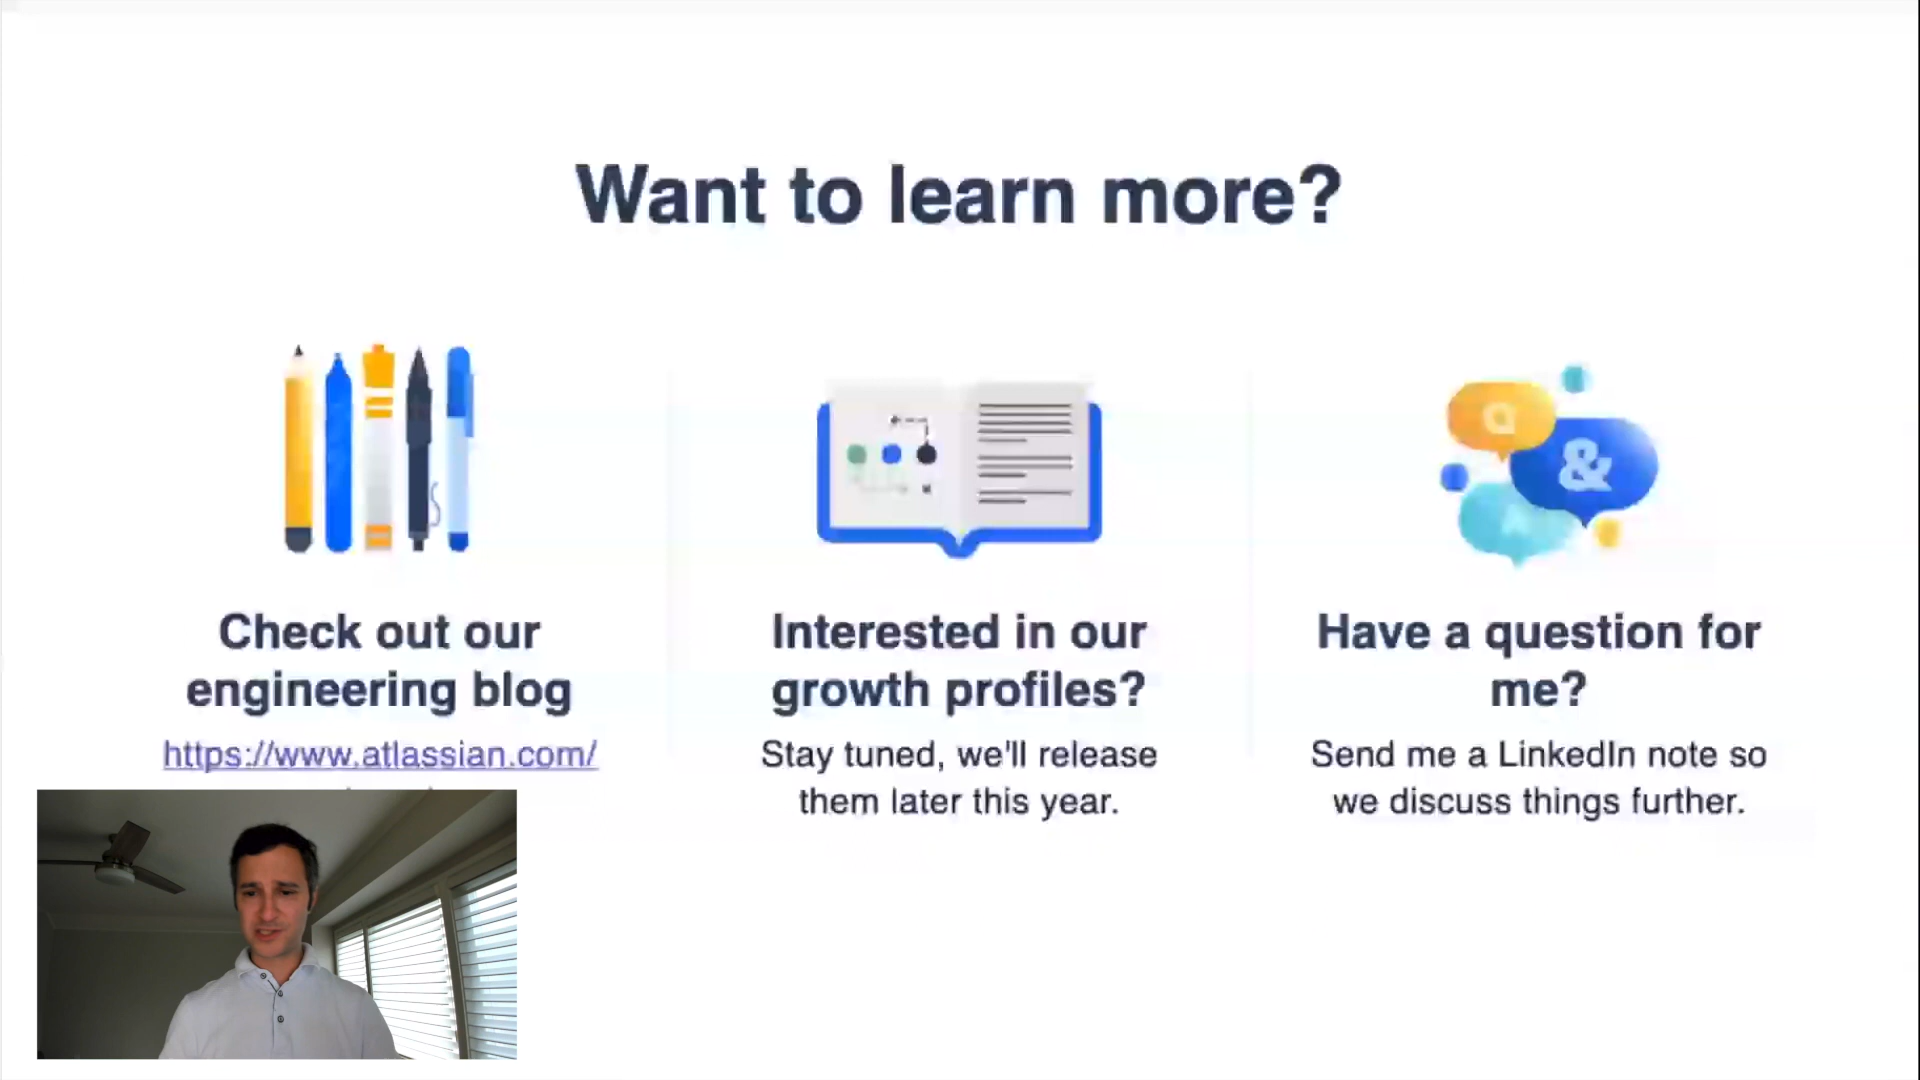 Want to learn more?
Q
&
A
Check out our
engineering blog
https://www.atlassian.com/
Interested in our
growth profiles?
Stay tuned, we'll release
them later this year.
Have a question for
me?
Send me a LinkedIn note so
we discuss things further.